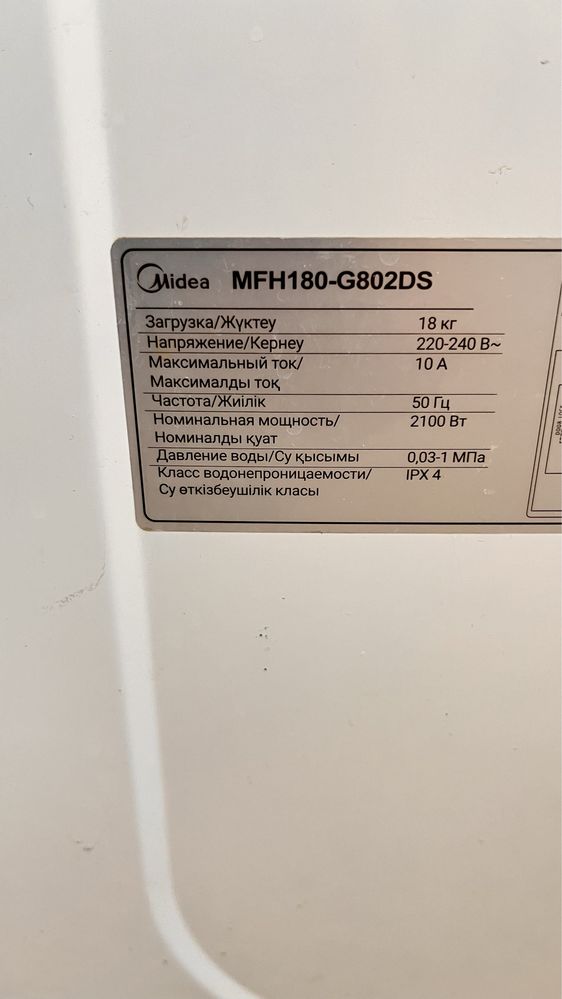 Midea MFH180-G802DS
Загрузка/Жүктеу 18 кг
Напряжение/Кернеу 220-240 В~
Максимальный ток/ 10 А
Максималды тоқ
Частота/Жиілік 50 Гц
Номинальная мощность/ 2100 Вт
Номиналды қуат
Давление воды/Су қысымы 0,03-1 МПа
Класс водонепроницаемости/ IPX 4
Су өткізбеушілік класы